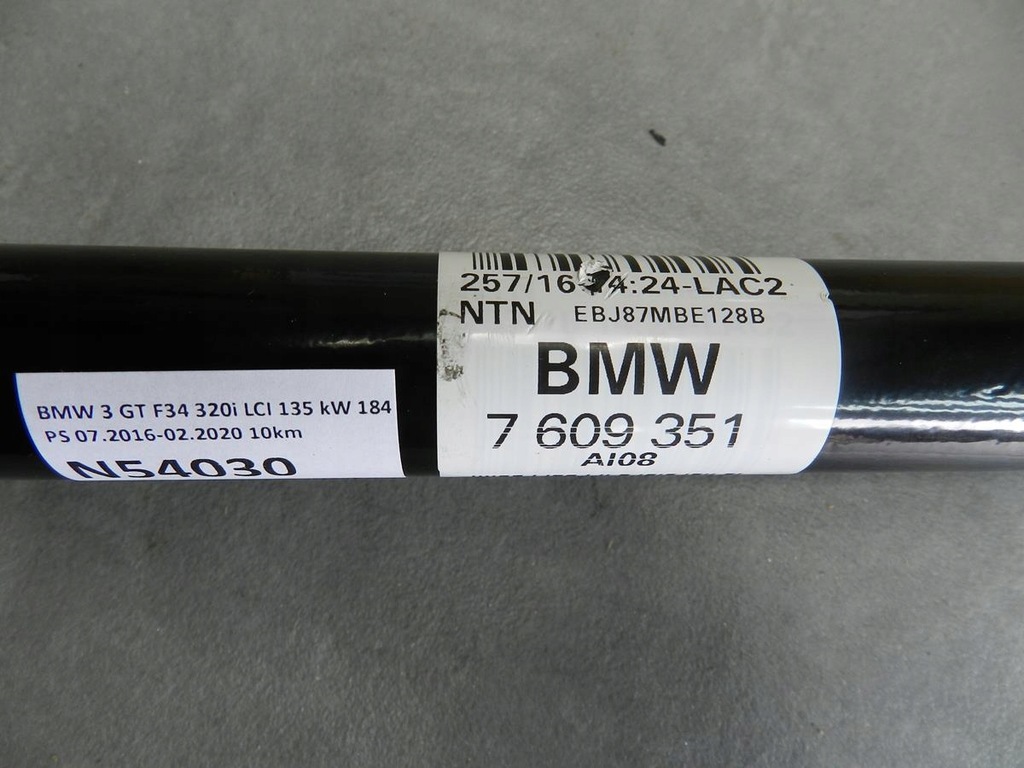 BMW 3 GT F34 320i LCI 135 kW 184
PS 07.2016-02.2020 10km
N54030
NTN EBJ87MBE128B
BMW
7 609 351
AI08